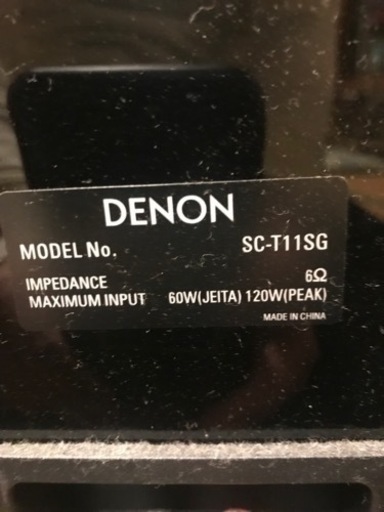 DENON
MODEL No. SC-T11SG
IMPEDANCE 6Ω
MAXIMUM INPUT 60W(JEITA) 120W(PEAK)
MADE IN CHINA